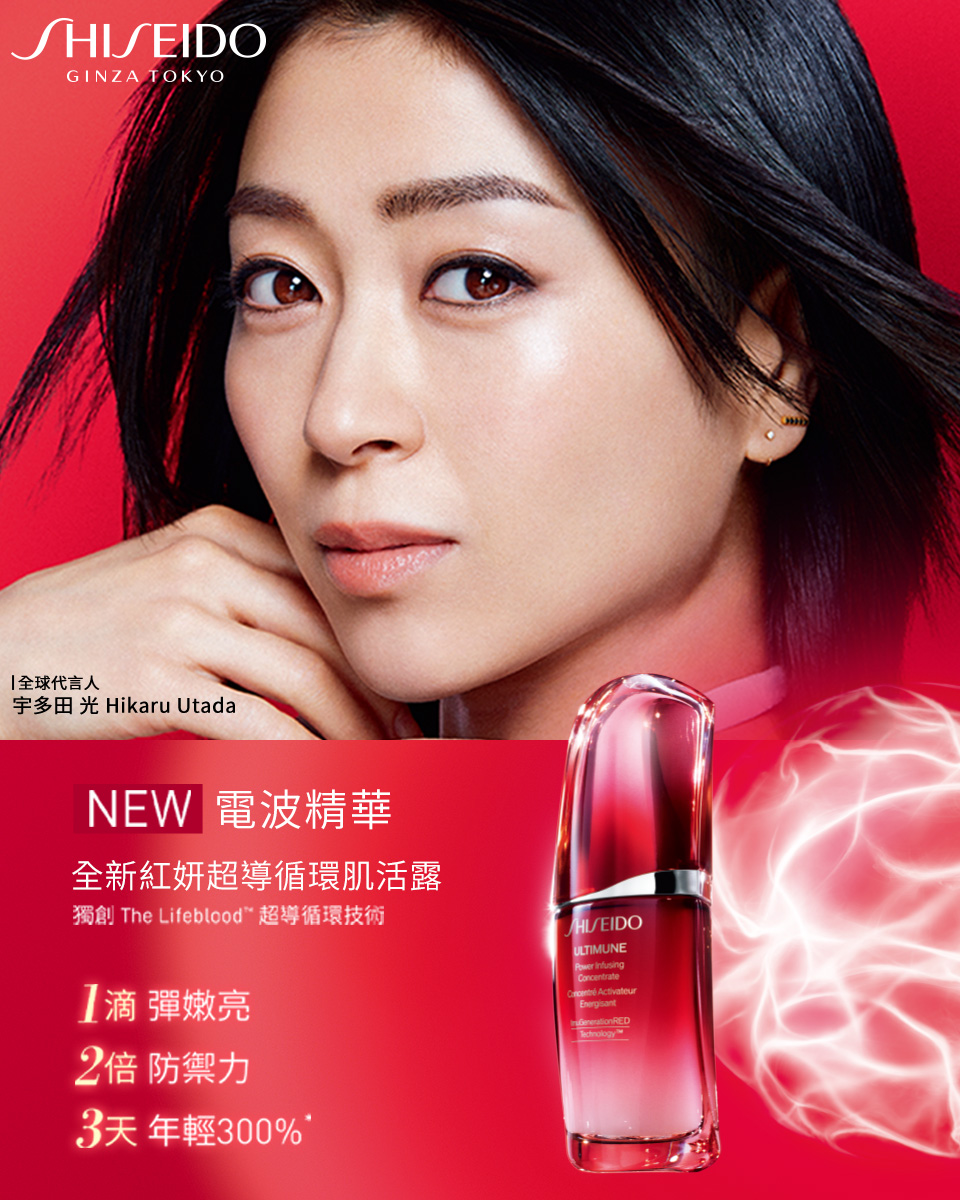 SHISEIDO
GINZA TOKYO
全球代言人
宇多田 光 Hikaru Utada
NEW 電波精華
全新紅妍超導循環肌活露
獨創 The Lifeblood™ 超導循環技術
1滴 彈嫩亮
2倍 防禦力
3天 年輕300%*
SHISEIDO
ULTIMUNE
Power Infusing
Concentrate
Concentré Activateur
Energisant
ImuGenerationRED
Technology™